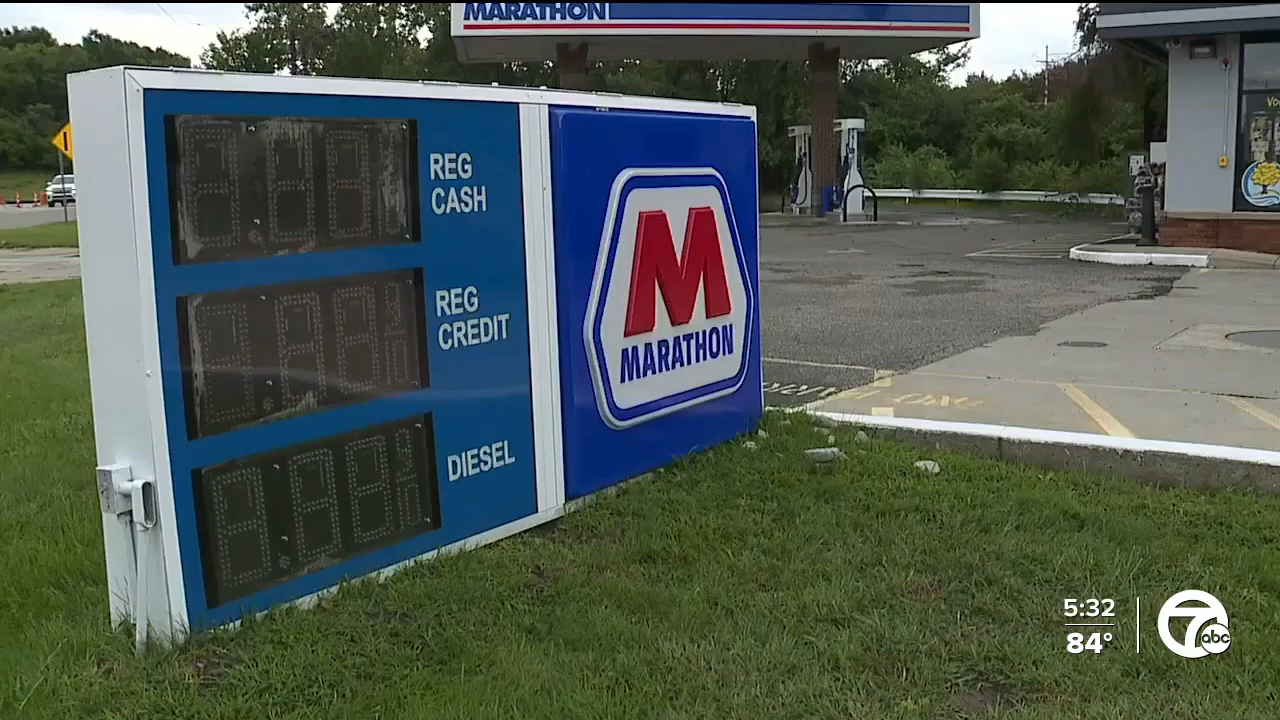 MARATHON
REG
CASH
REG
CREDIT
DIESEL
M
MARATHON
5:32
84°
7 abc